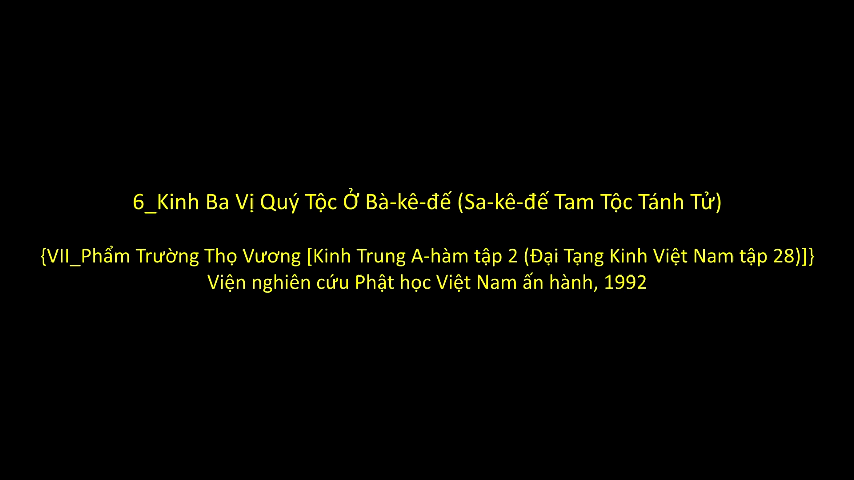 6_Kinh Ba Vị Quý Tộc Ở Bà-kê-đế (Sa-kê-đế Tam Tộc Tánh Tử)
{VII_Phẩm Trường Thọ Vương [Kinh Trung A-hàm tập 2 (Đại Tạng Kinh Việt Nam tập 28)]}
Viện nghiên cứu Phật học Việt Nam ấn hành, 1992